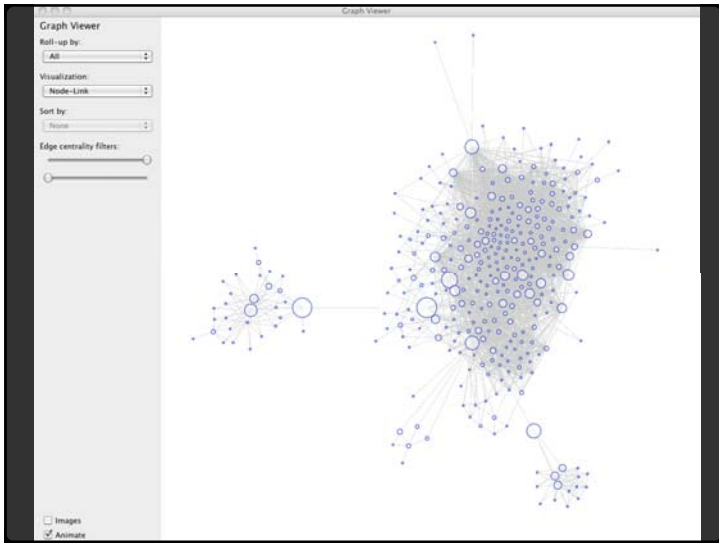 Graph Viewer
Graph Viewer
Roll-up by:
All
Visualization:
Node-Link
Sort by:
None
Edge centrality filters:
Images
Animate